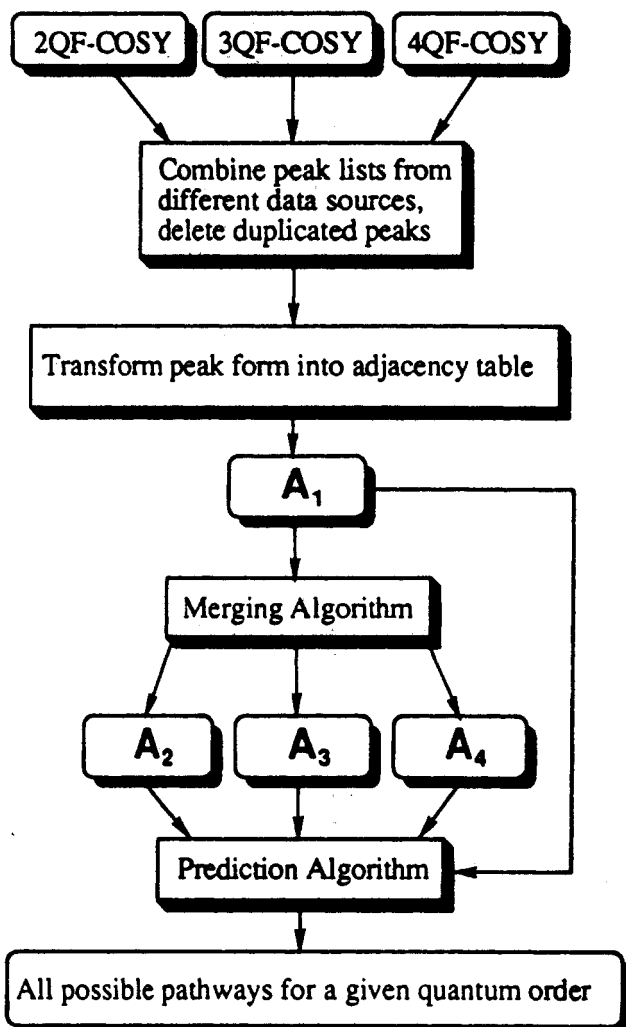 2QF-COSY 3QF-COSY 4QF-COSY
Combine peak lists from
different data sources,
delete duplicated peaks
Transform peak form into adjacency table
A₁
Merging Algorithm
A₂ A₃ A₄
Prediction Algorithm
All possible pathways for a given quantum order